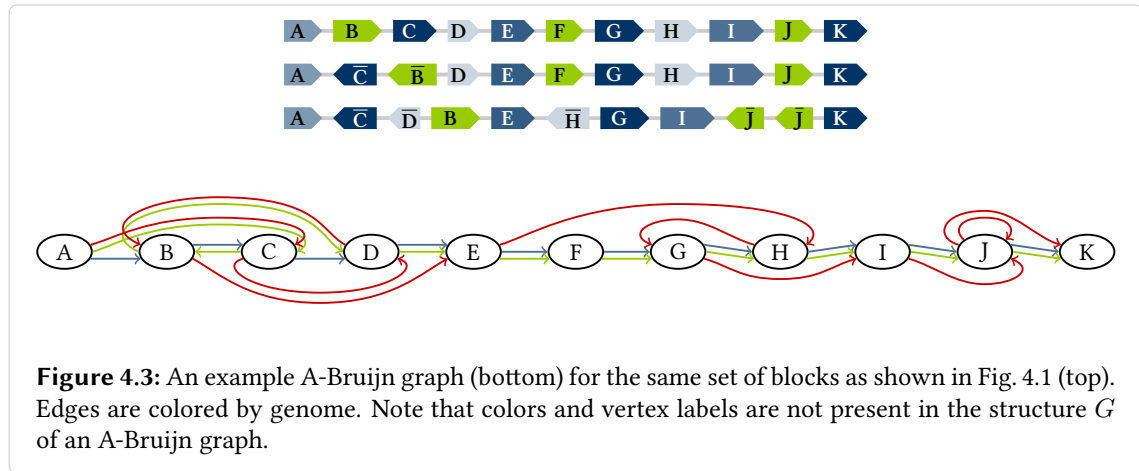 A B C D E F G H I J K
A C̅ B̅ D E F G H I J K
A C̅ D̅ B E H̅ G I J̅ J̅ K
A B C D E F G H I J K
Figure 4.3: An example A-Bruijn graph (bottom) for the same set of blocks as shown in Fig. 4.1 (top).
Edges are colored by genome. Note that colors and vertex labels are not present in the structure G
of an A-Bruijn graph.